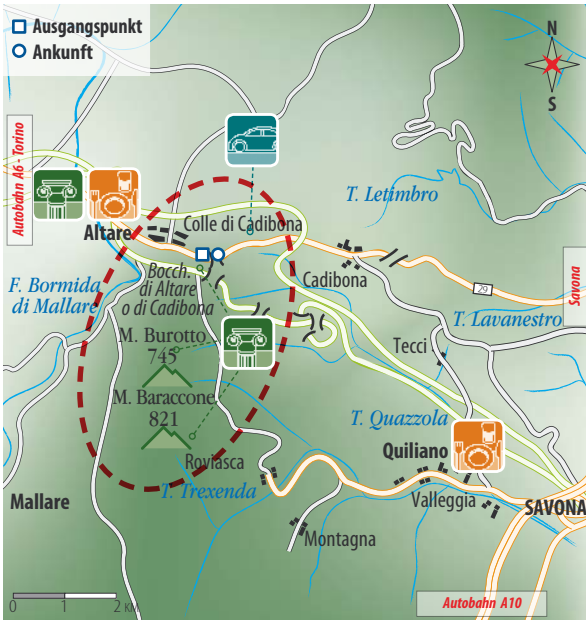 Ausgangspunkt
Ankunft
N
S
Autobahn A6 - Torino
T. Letimbro
Altare
Colle di Cadibona
Cadibona
F. Bormida
di Mallare
Bocch.
di Altare
o di Cadibona
29
Savona
T. Lavanestro
M. Burotto
745
Tecci
M. Baraccone
821
T. Quazzola
Quiliano
Roviasca
T. Trexenda
Mallare
Valleggia
SAVONA
Montagna
0 1 2 KM
Autobahn A10